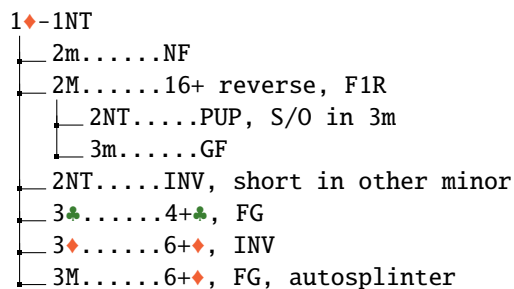 1♦-1NT
2m......NF
2M......16+ reverse, F1R
2NT.....PUP, S/O in 3m
3m......GF
2NT.....INV, short in other minor
3♣......4+♣, FG
3♦......6+♦, INV
3M......6+♦, FG, autosplinter